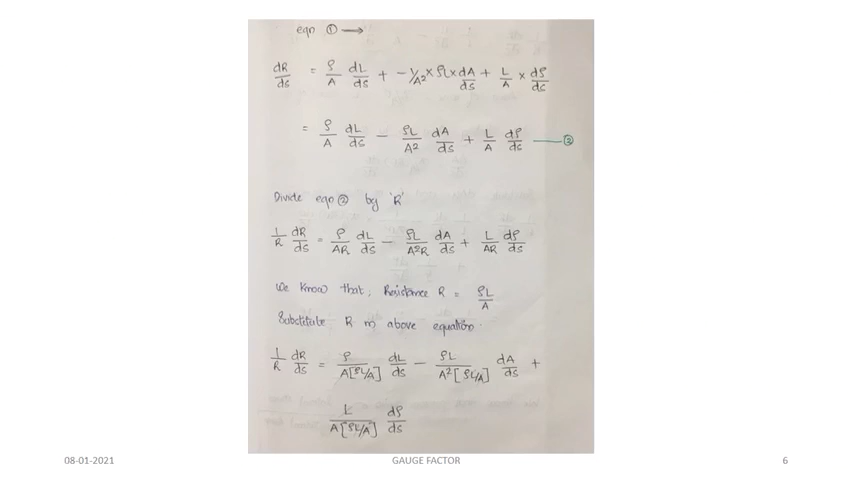 eqn ① →
dR/ds = ρ/A dL/ds + -1/A² × ρL × dA/ds + L/A × dρ/ds
= ρ/A dL/ds - ρL/A² dA/ds + L/A dρ/ds — ②
Divide eqn ② by 'R'
1/R dR/ds = ρ/AR dL/ds - ρL/A²R dA/ds + L/AR dρ/ds
We know that, Resistance R = ρL/A
Substitute R in above equation.
1/R dR/ds = ρ/A[ρL/A] dL/ds - ρL/A²[ρL/A] dA/ds +
L/A[ρL/A] dρ/ds
08-01-2021
GAUGE FACTOR
6